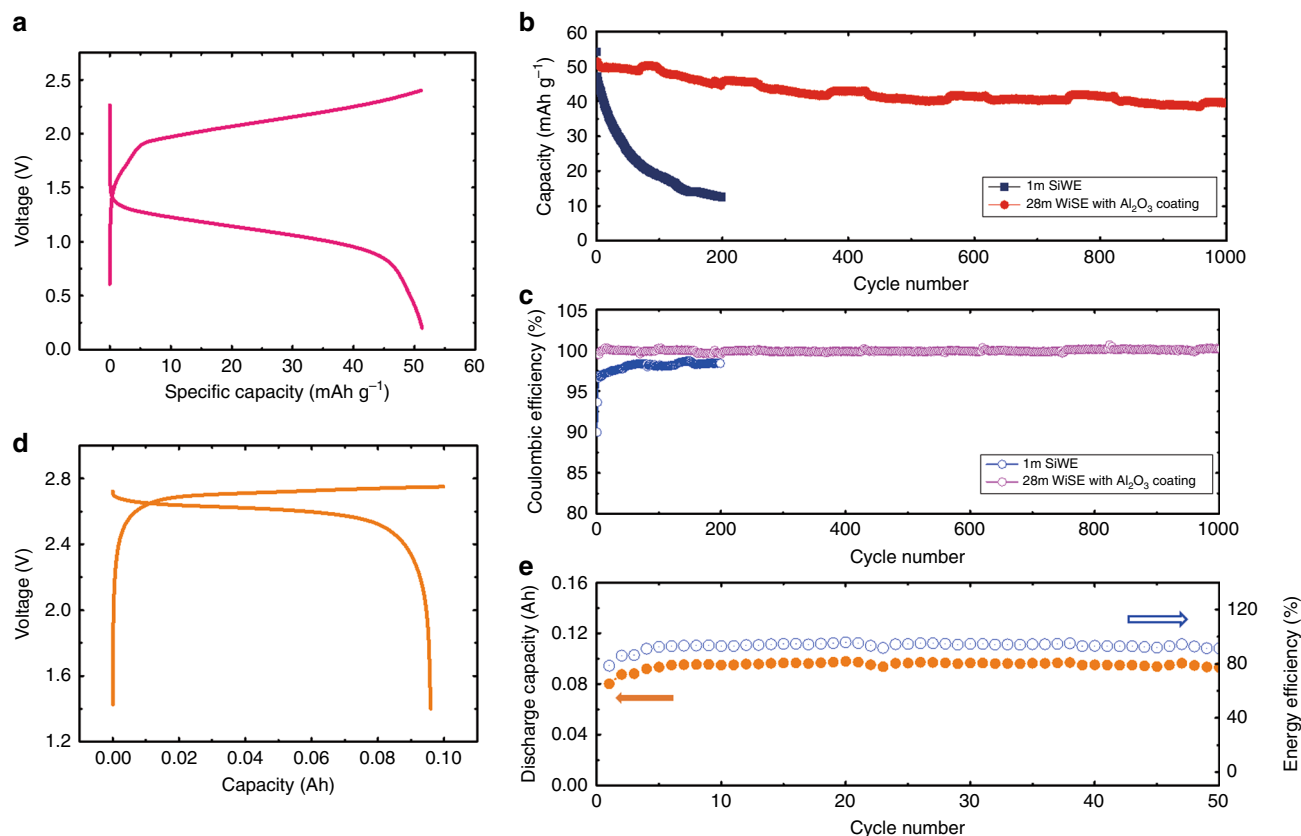 a
2.5
2.0
1.5
1.0
0.5
0.0
Voltage (V)
0 10 20 30 40 50 60
Specific capacity (mAh g⁻¹)
b
60
50
40
30
20
10
0
Capacity (mAh g⁻¹)
1m SiWE
28m WiSE with Al₂O₃ coating
0 200 400 600 800 1000
Cycle number
c
105
100
95
90
85
80
Coulombic efficiency (%)
1m SiWE
28m WiSE with Al₂O₃ coating
0 200 400 600 800 1000
Cycle number
d
2.8
2.4
2.0
1.6
1.2
Voltage (V)
0.00 0.02 0.04 0.06 0.08 0.10
Capacity (Ah)
e
0.16
0.12
0.08
0.04
0.00
Discharge capacity (Ah)
120
80
40
0
Energy efficiency (%)
0 10 20 30 40 50
Cycle number